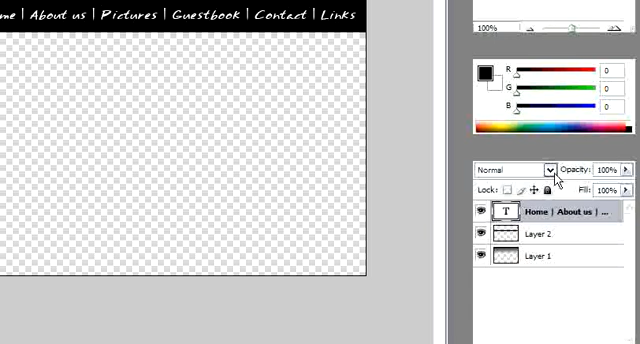 me | About us | Pictures | Guestbook | Contact | Links
100%
R 0
G 0
B 0
Normal Opacity: 100%
Lock: Fill: 100%
T Home | About us | ...
Layer 2
Layer 1